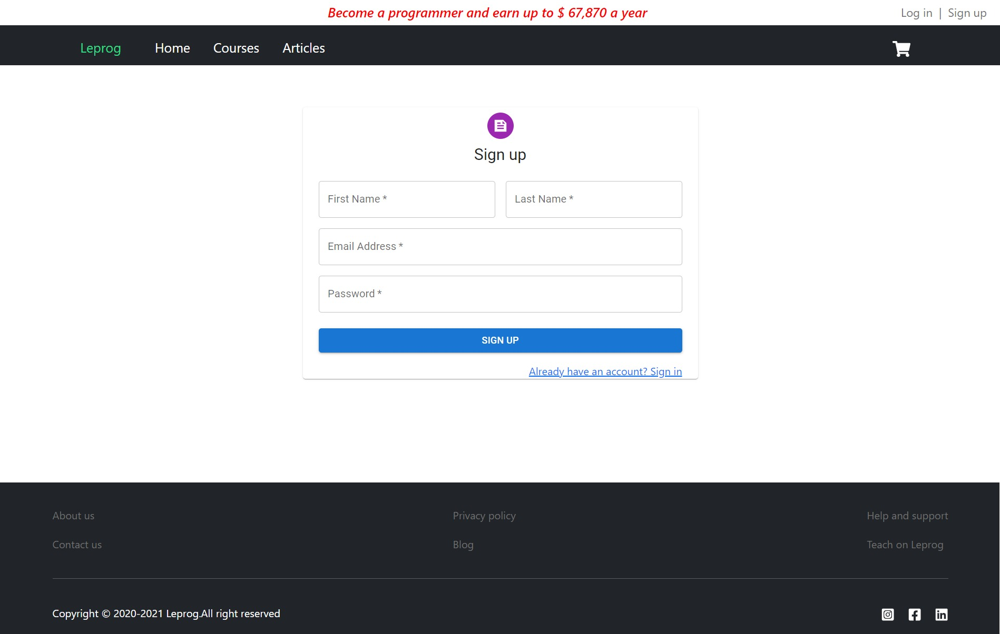 Become a programmer and earn up to $ 67,870 a year
Log in | Sign up
Leprog Home Courses Articles
Sign up
First Name * Last Name *
Email Address *
Password *
SIGN UP
Already have an account? Sign in
About us Privacy policy Help and support
Contact us Blog Teach on Leprog
Copyright © 2020-2021 Leprog.All right reserved